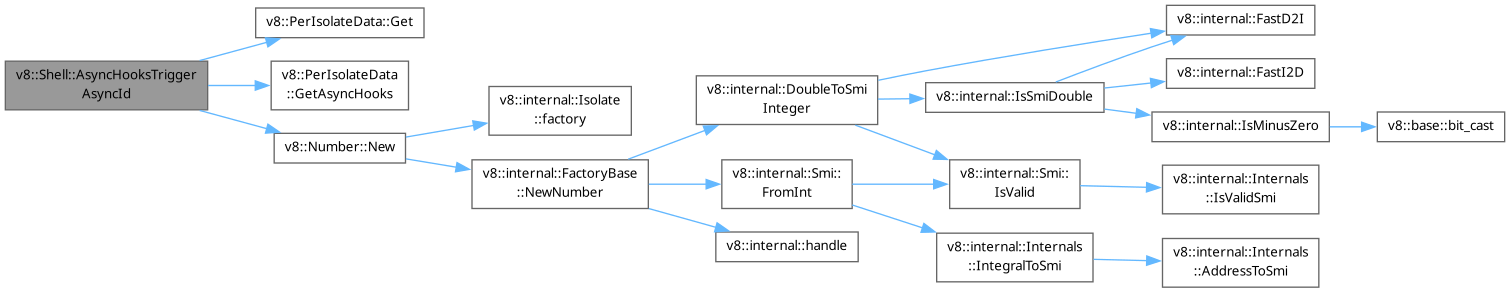 v8::Shell::AsyncHooksTrigger
AsyncId
v8::PerIsolateData::Get
v8::PerIsolateData
::GetAsyncHooks
v8::Number::New
v8::internal::Isolate
::factory
v8::internal::FactoryBase
::NewNumber
v8::internal::DoubleToSmi
Integer
v8::internal::Smi::
FromInt
v8::internal::handle
v8::internal::IsSmiDouble
v8::internal::Smi::
IsValid
v8::internal::Internals
::IntegralToSmi
v8::internal::FastD2I
v8::internal::FastI2D
v8::internal::IsMinusZero
v8::base::bit_cast
v8::internal::Internals
::IsValidSmi
v8::internal::Internals
::AddressToSmi